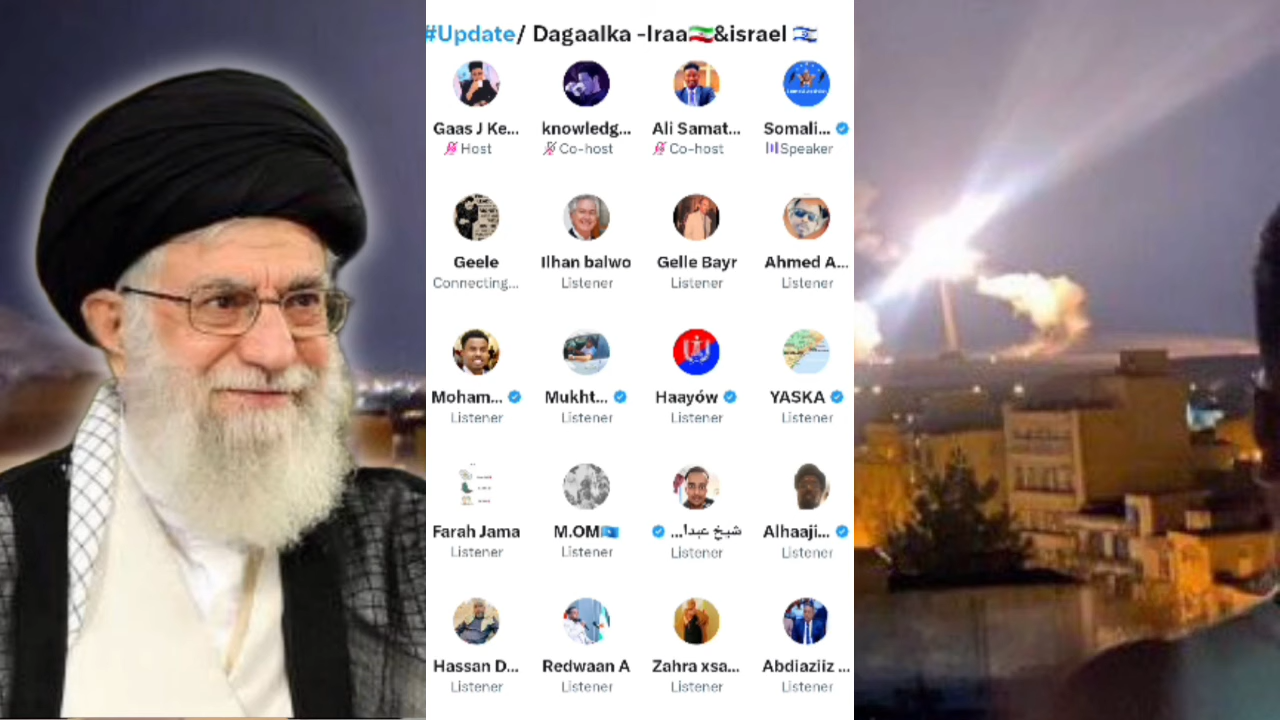 #Update/ Dagaalka -Iraa🇮🇷&israel 🇮🇱
Gaas J Ke... knowledg... Ali Samat... Somali...
Host Co-host Co-host Speaker
Geele Ilhan balwo Gelle Bayr Ahmed A...
Connecting... Listener Listener Listener
Moham... Mukht... Haayów YASKA
Listener Listener Listener Listener
Farah Jama M.OM شيخ عبدا... Alhaaji...
Listener Listener Listener Listener
Hassan D... Redwaan A Zahra xsa... Abdiaziiz ...
Listener Listener Listener Listener